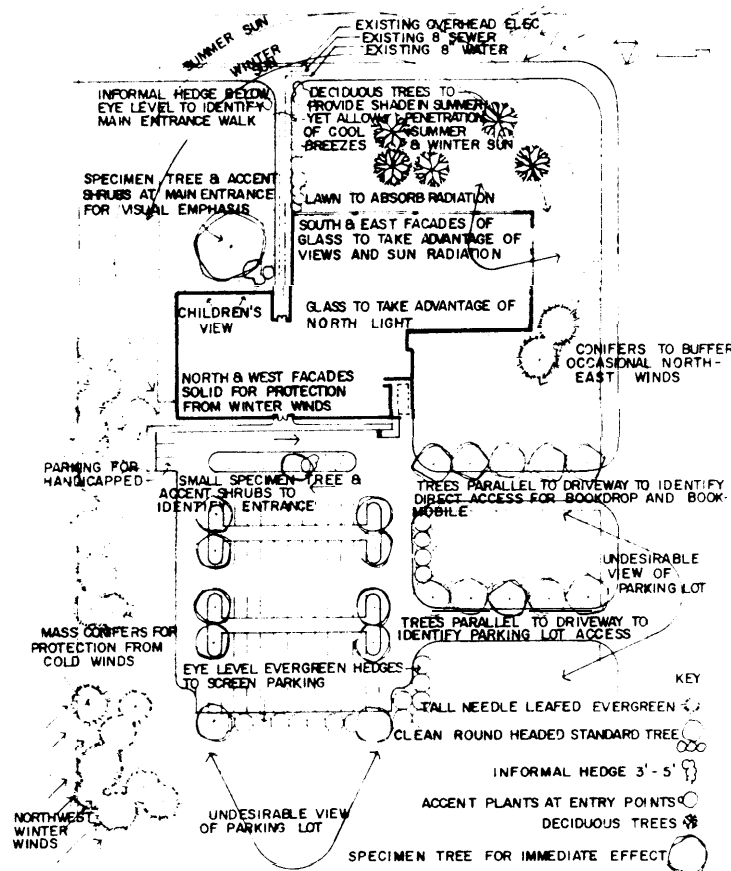 SUMMER SUN
WINTER
SUN
EXISTING OVERHEAD ELEC
EXISTING 8" SEWER
EXISTING 8" WATER
INFORMAL HEDGE BELOW
EYE LEVEL TO IDENTIFY
MAIN ENTRANCE WALK
DECIDUOUS TREES TO
PROVIDE SHADE IN SUMMER
YET ALLOW PENETRATION
OF COOL SUMMER
BREEZES & WINTER SUN
SPECIMEN TREE & ACCENT
SHRUBS AT MAIN ENTRANCE
FOR VISUAL EMPHASIS
LAWN TO ABSORB RADIATION
SOUTH & EAST FACADES OF
GLASS TO TAKE ADVANTAGE OF
VIEWS AND SUN RADIATION
CHILDREN'S
VIEW
GLASS TO TAKE ADVANTAGE OF
NORTH LIGHT
CONIFERS TO BUFFER
OCCASIONAL NORTH-
EAST WINDS
NORTH & WEST FACADES
SOLID FOR PROTECTION
FROM WINTER WINDS
PARKING FOR
HANDICAPPED
SMALL SPECIMEN TREE &
ACCENT SHRUBS TO
IDENTIFY ENTRANCE
TREES PARALLEL TO DRIVEWAY TO IDENTIFY
DIRECT ACCESS FOR BOOKDROP AND BOOK-
MOBILE
UNDESIRABLE
VIEW OF
PARKING LOT
MASS CONIFERS FOR
PROTECTION FROM
COLD WINDS
TREES PARALLEL TO DRIVEWAY TO
IDENTIFY PARKING LOT ACCESS
EYE LEVEL EVERGREEN HEDGES
TO SCREEN PARKING
KEY
TALL NEEDLE LEAFED EVERGREEN
CLEAN ROUND HEADED STANDARD TREE
INFORMAL HEDGE 3'-5'
ACCENT PLANTS AT ENTRY POINTS
DECIDUOUS TREES
SPECIMEN TREE FOR IMMEDIATE EFFECT
NORTHWEST
WINTER
WINDS
UNDESIRABLE VIEW
OF PARKING LOT